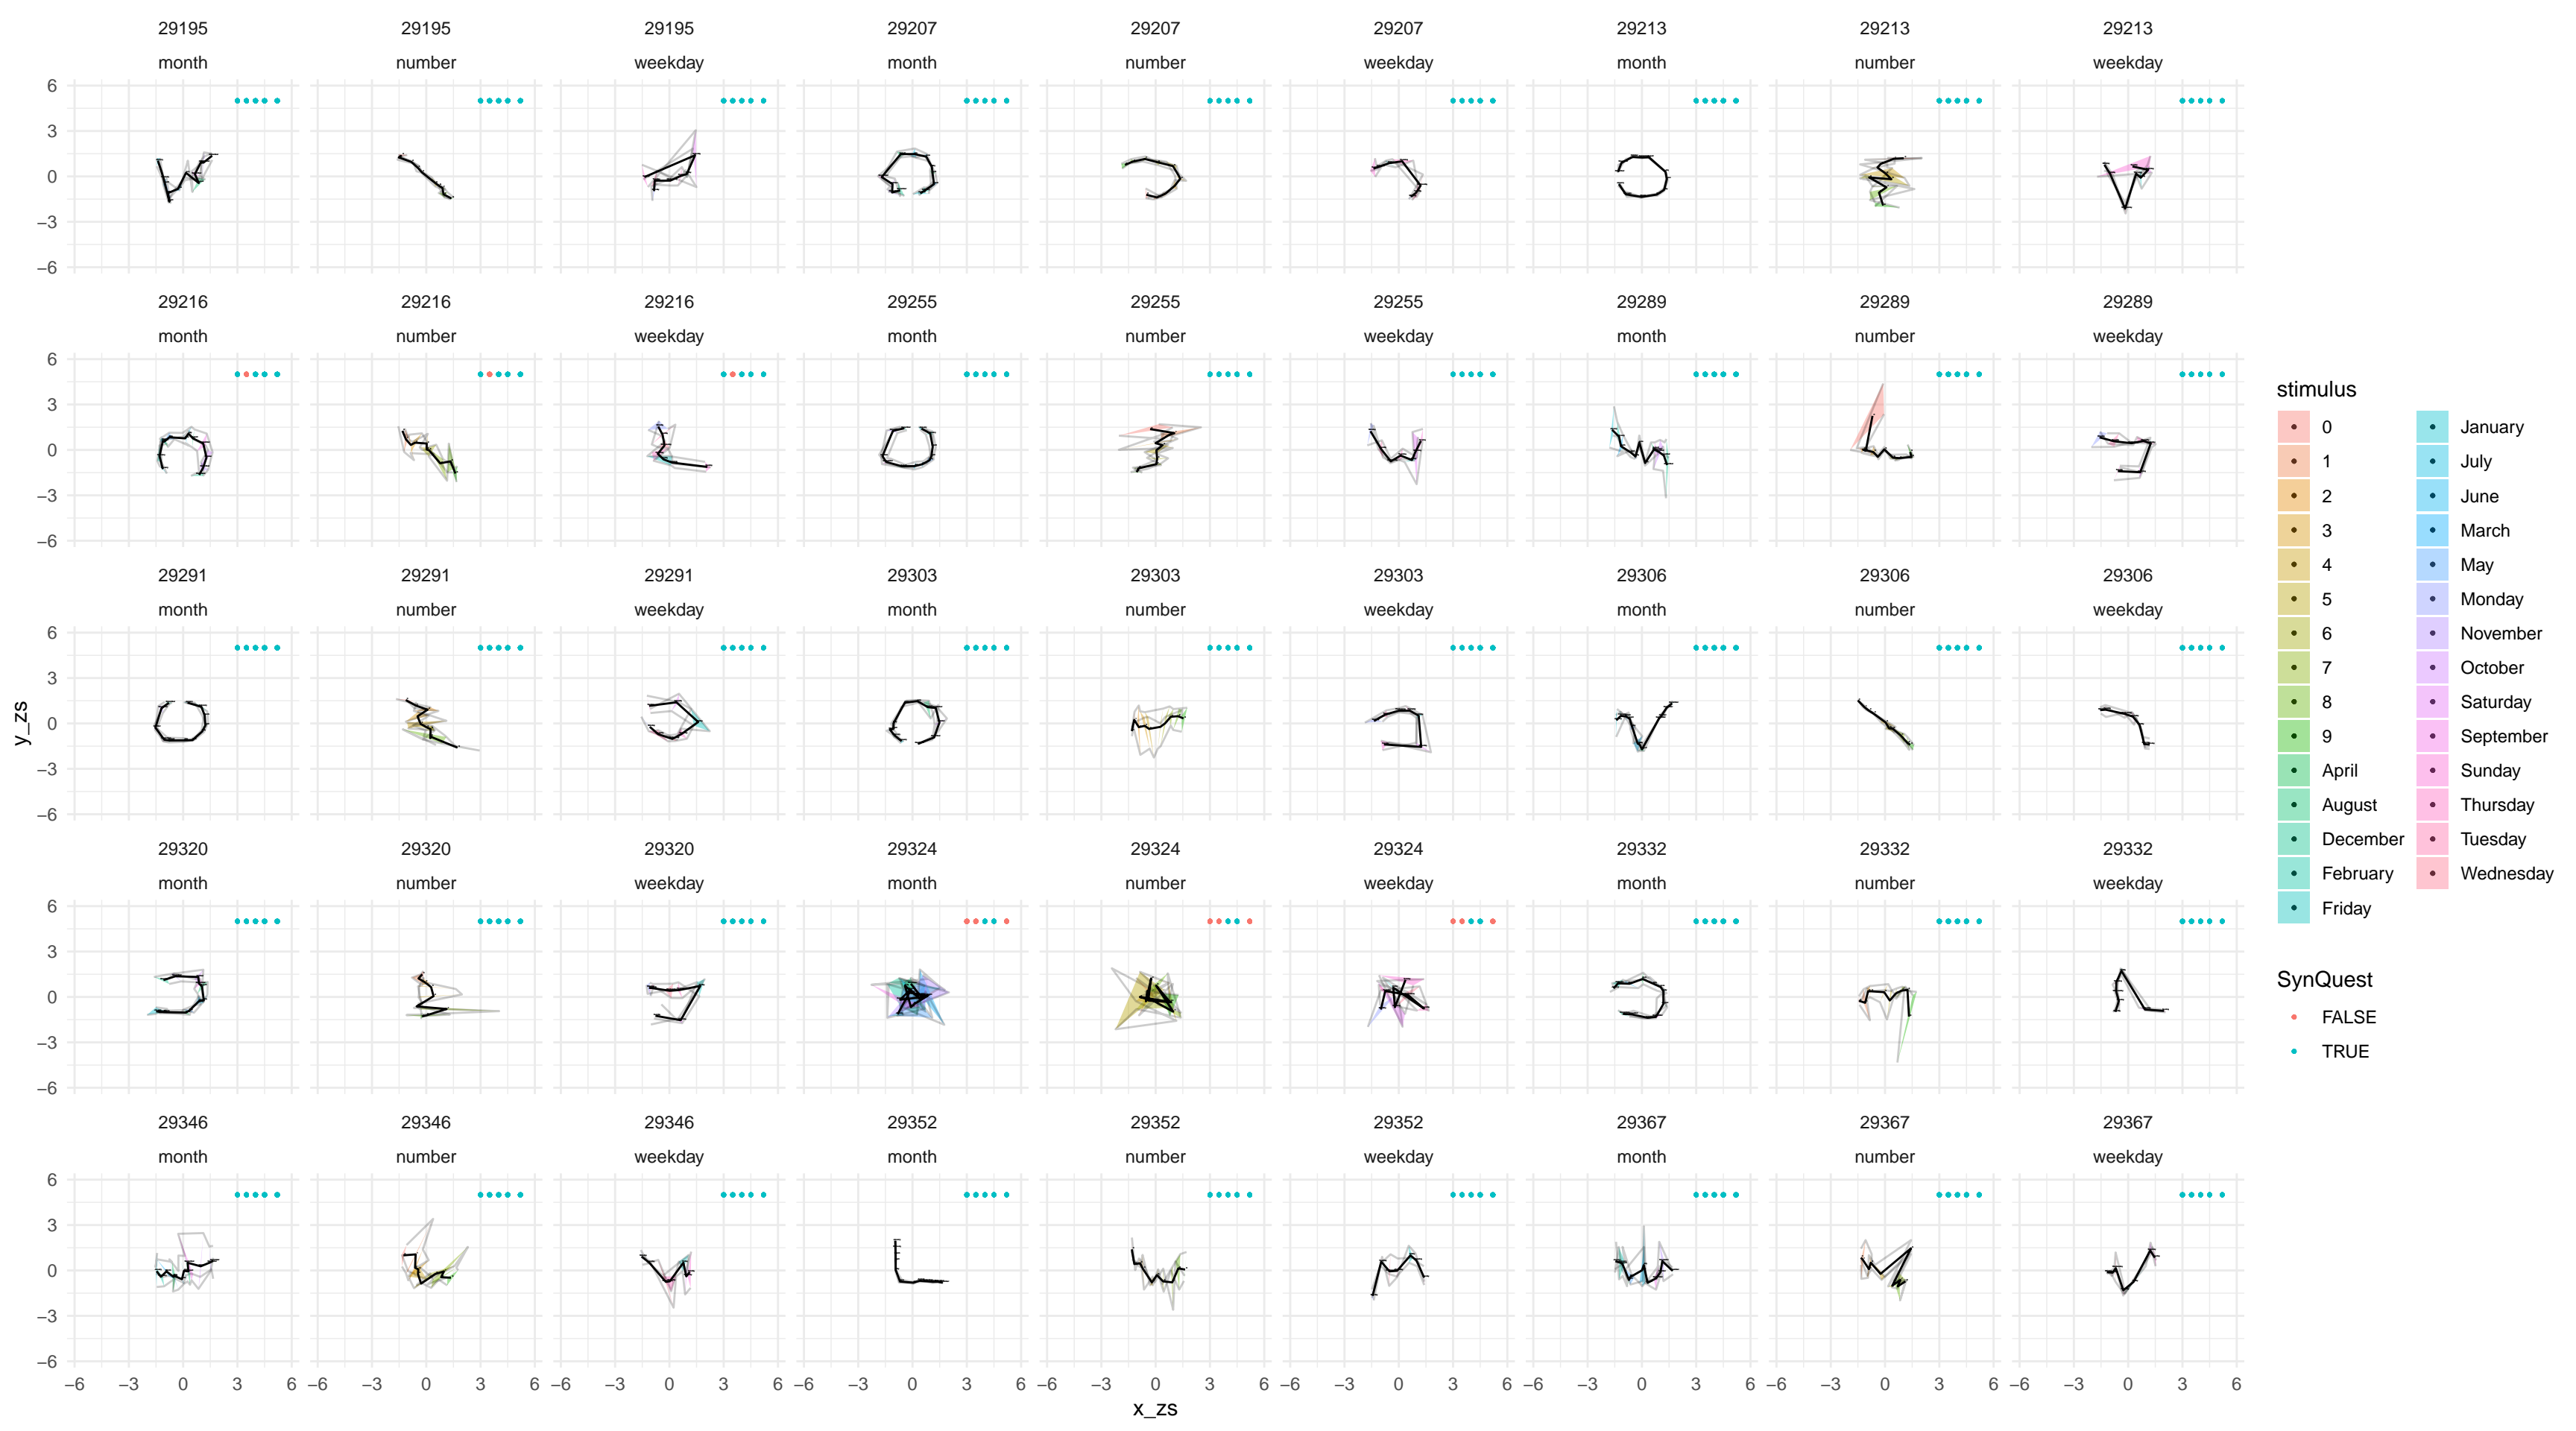 29195 29195 29195 29207 29207 29207 29213 29213 29213
month number weekday month number weekday month number weekday
6
3
0
−3
−6
29216 29216 29216 29255 29255 29255 29289 29289 29289
month number weekday month number weekday month number weekday
6
3
0
−3
−6
29291 29291 29291 29303 29303 29303 29306 29306 29306
month number weekday month number weekday month number weekday
6
3
0
−3
−6
29320 29320 29320 29324 29324 29324 29332 29332 29332
month number weekday month number weekday month number weekday
6
3
0
−3
−6
29346 29346 29346 29352 29352 29352 29367 29367 29367
month number weekday month number weekday month number weekday
6
3
0
−3
−6
−6 −3 0 3 6 −6 −3 0 3 6 −6 −3 0 3 6 −6 −3 0 3 6 −6 −3 0 3 6 −6 −3 0 3 6 −6 −3 0 3 6 −6 −3 0 3 6 −6 −3 0 3 6
x_zs
y_zs
stimulus
0 January
1 July
2 June
3 March
4 May
5 Monday
6 November
7 October
8 Saturday
9 September
April Sunday
August Thursday
December Tuesday
February Wednesday
Friday
SynQuest
FALSE
TRUE